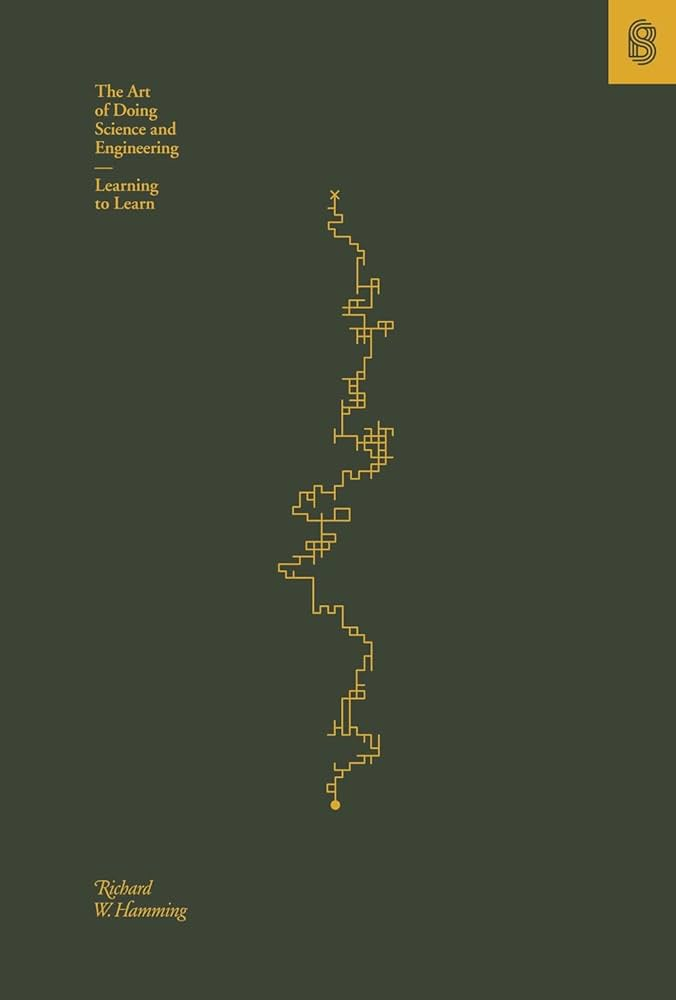 The Art
of Doing
Science and
Engineering
—
Learning
to Learn
Richard
W. Hamming